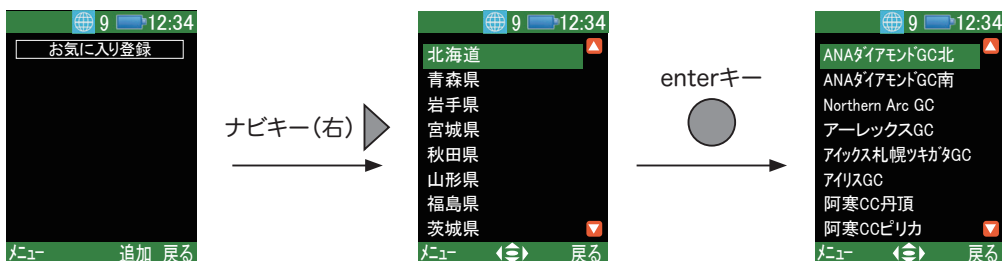 9 12:34
お気に入り登録
メニュー 追加 戻る
ナビキー（右）
9 12:34
北海道
青森県
岩手県
宮城県
秋田県
山形県
福島県
茨城県
メニュー 戻る
enterキー
9 12:34
ANAﾀﾞｲｱﾓﾝﾄﾞGC北
ANAﾀﾞｲｱﾓﾝﾄﾞGC南
Northern Arc GC
アーレックスGC
ｱｲｯｸｽ札幌ﾂｷｶﾞﾀGC
ｱｲﾘｽGC
阿寒CC丹頂
阿寒CCピリカ
メニュー 戻る